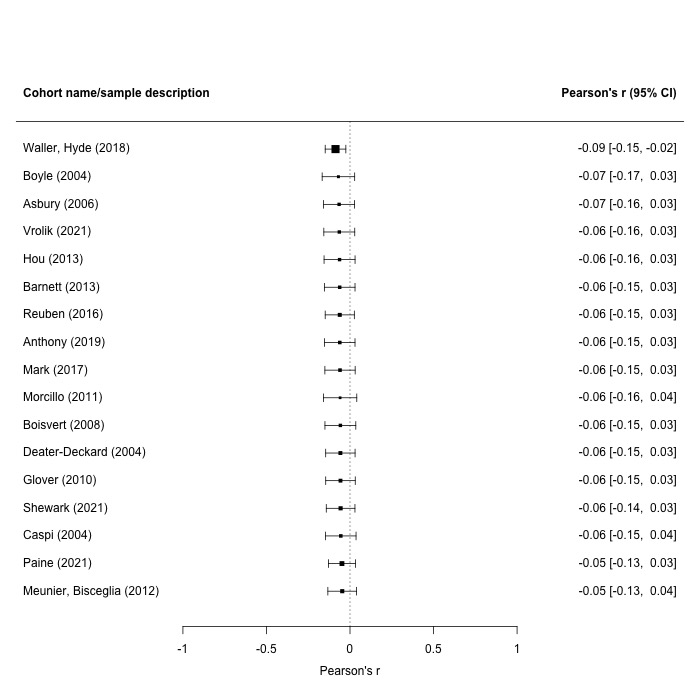 Cohort name/sample description Pearson's r (95% CI)
Waller, Hyde (2018) -0.09 [-0.15, -0.02]
Boyle (2004) -0.07 [-0.17, 0.03]
Asbury (2006) -0.07 [-0.16, 0.03]
Vrolik (2021) -0.06 [-0.16, 0.03]
Hou (2013) -0.06 [-0.16, 0.03]
Barnett (2013) -0.06 [-0.15, 0.03]
Reuben (2016) -0.06 [-0.15, 0.03]
Anthony (2019) -0.06 [-0.15, 0.03]
Mark (2017) -0.06 [-0.15, 0.03]
Morcillo (2011) -0.06 [-0.16, 0.04]
Boisvert (2008) -0.06 [-0.15, 0.03]
Deater-Deckard (2004) -0.06 [-0.15, 0.03]
Glover (2010) -0.06 [-0.15, 0.03]
Shewark (2021) -0.06 [-0.14, 0.03]
Caspi (2004) -0.06 [-0.15, 0.04]
Paine (2021) -0.05 [-0.13, 0.03]
Meunier, Bisceglia (2012) -0.05 [-0.13, 0.04]
-1 -0.5 0 0.5 1
Pearson's r